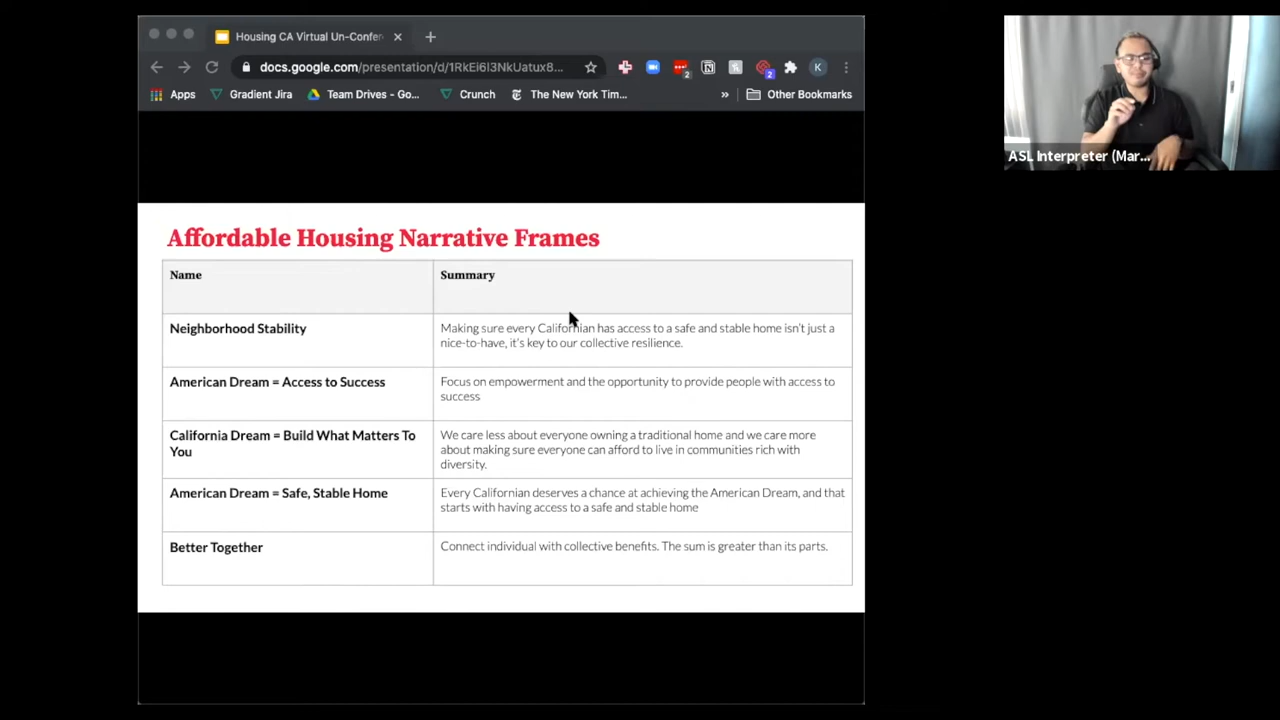 Housing CA Virtual Un-Confer
docs.google.com/presentation/d/1RkEi6I3NkUatux8...
2
2
K
Apps
Gradient Jira
Team Drives - Go...
Crunch
The New York Tim...
»
Other Bookmarks
ASL Interpreter (Mar...
Affordable Housing Narrative Frames
Name
Summary
Neighborhood Stability
Making sure every Californian has access to a safe and stable home isn't just a
nice-to-have, it's key to our collective resilience.
American Dream = Access to Success
Focus on empowerment and the opportunity to provide people with access to
success
California Dream = Build What Matters To
You
We care less about everyone owning a traditional home and we care more
about making sure everyone can afford to live in communities rich with
diversity.
American Dream = Safe, Stable Home
Every Californian deserves a chance at achieving the American Dream, and that
starts with having access to a safe and stable home
Better Together
Connect individual with collective benefits. The sum is greater than its parts.